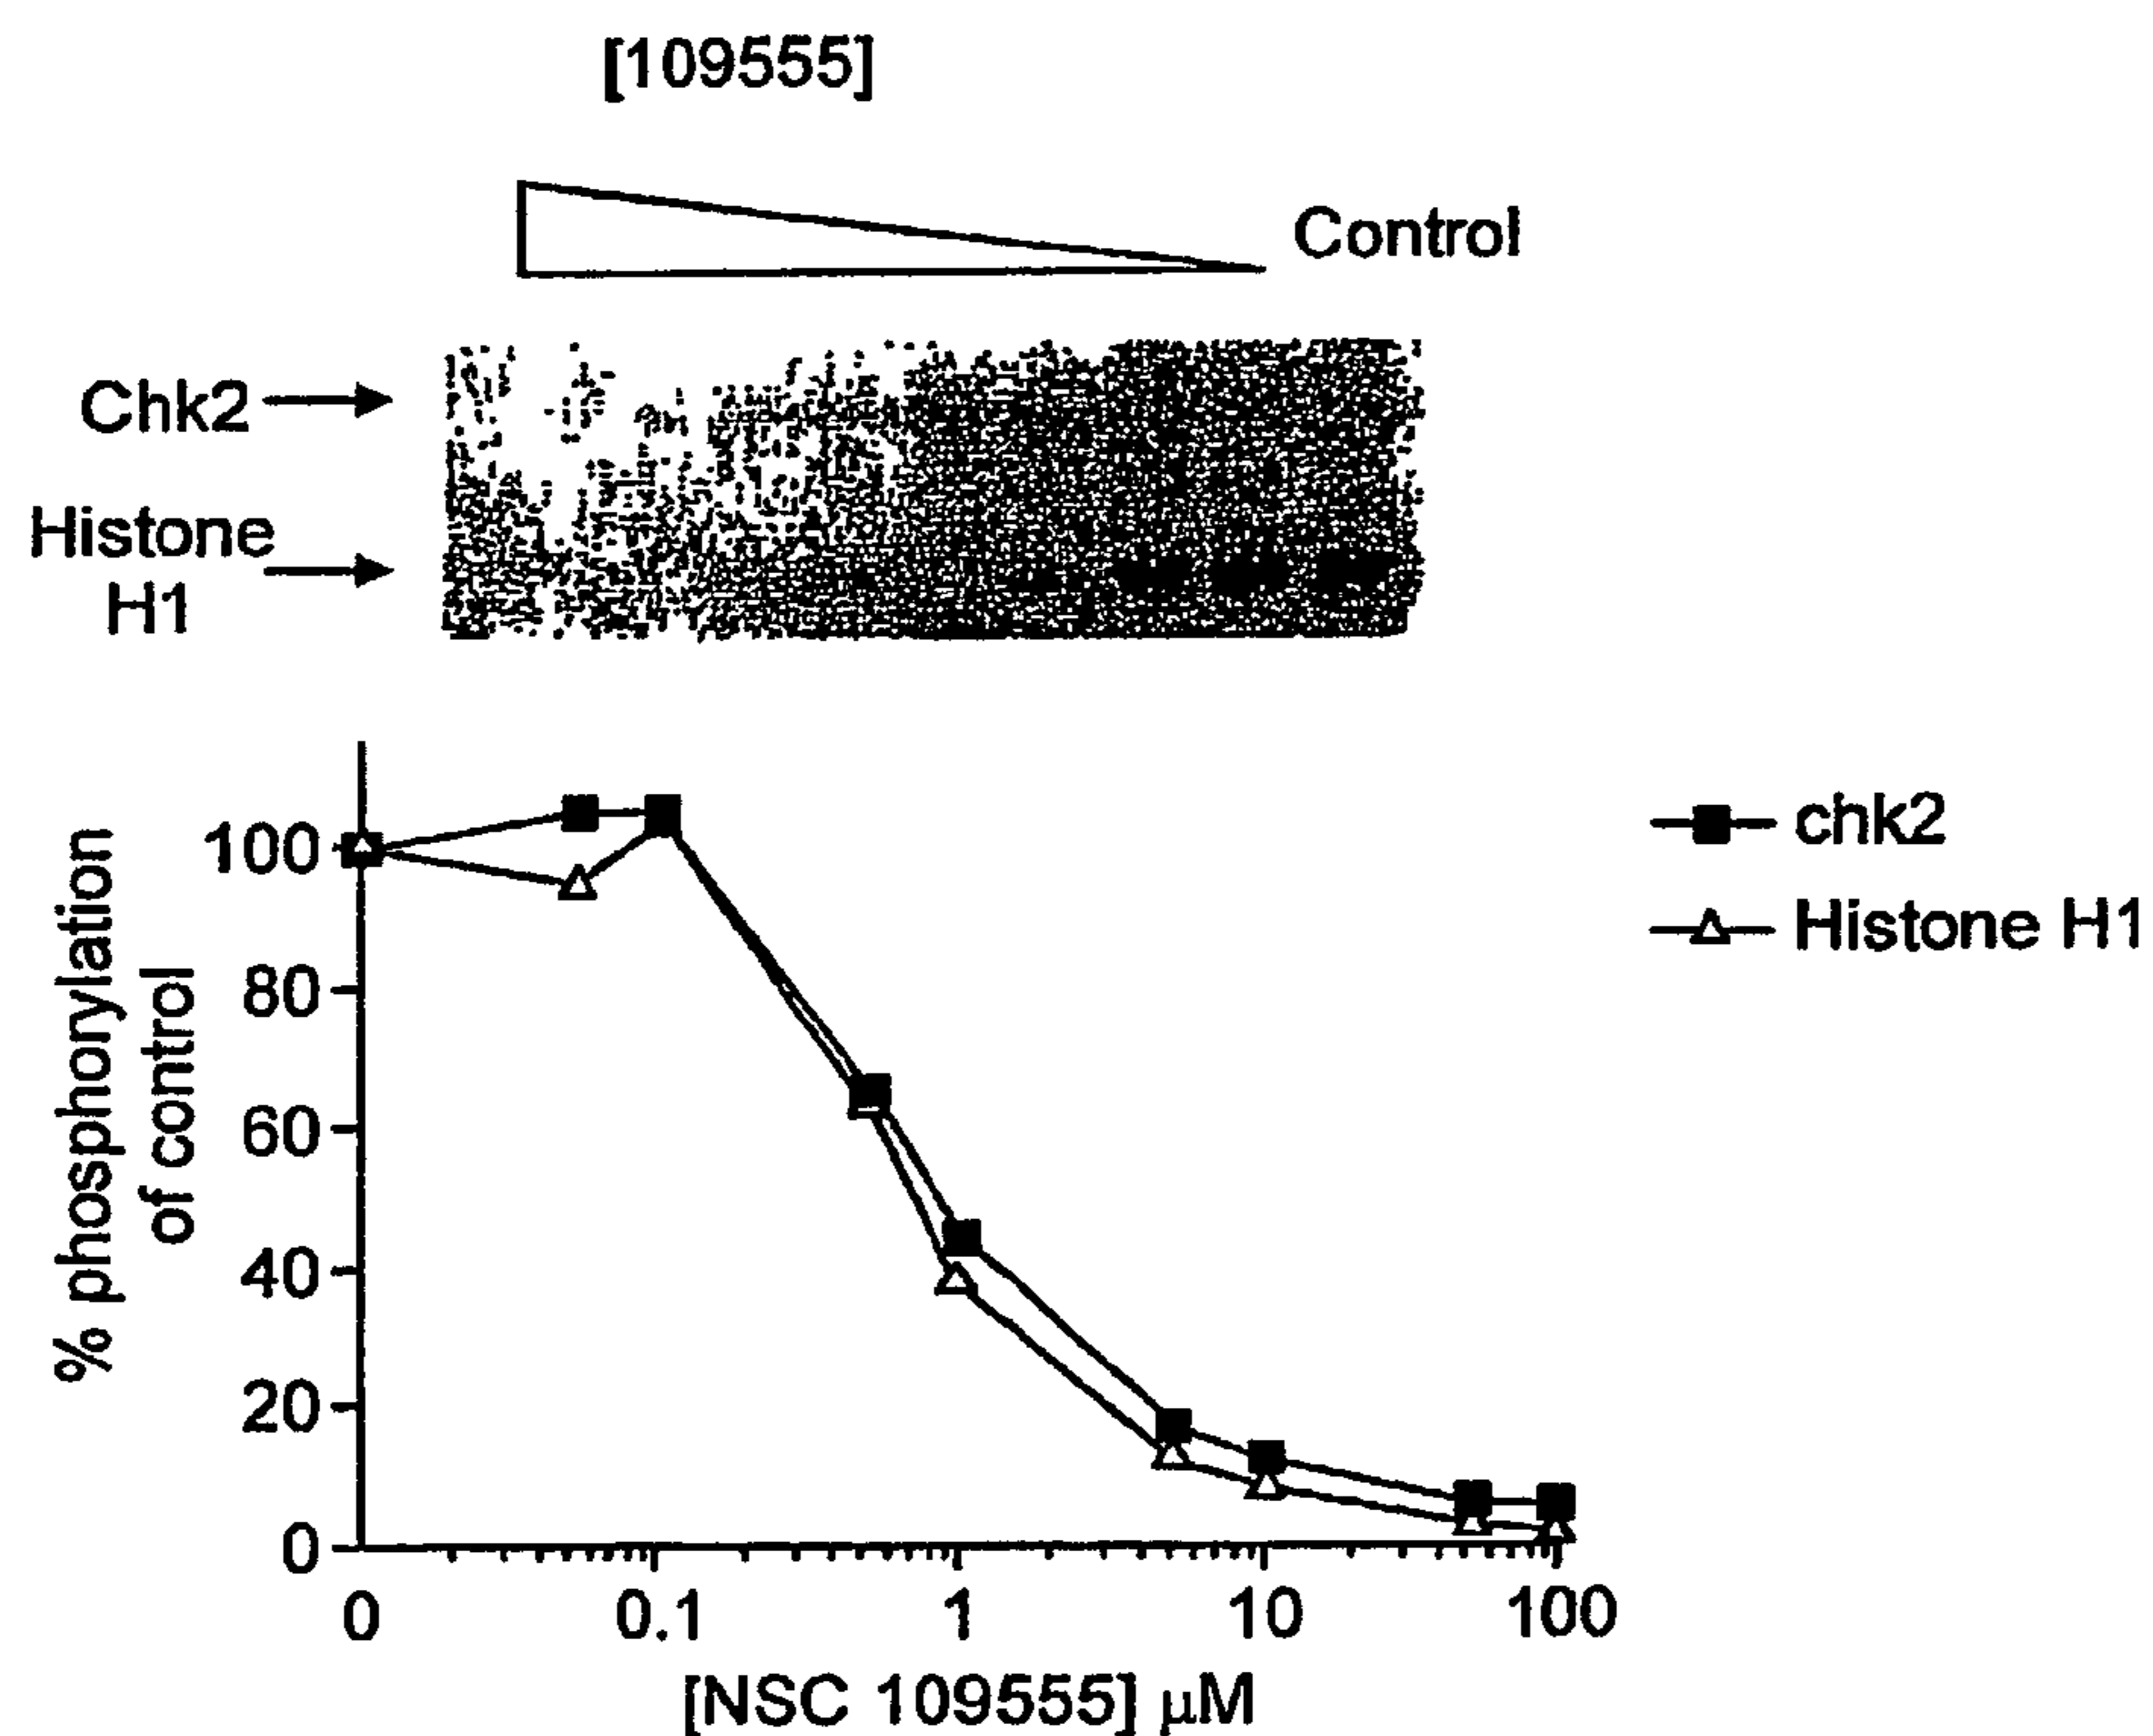 [109555]
Control
Chk2
Histone
H1
% phosphorylation
of control
100
80
60
40
20
0
0 0.1 1 10 100
[NSC 109555] μM
chk2
Histone H1